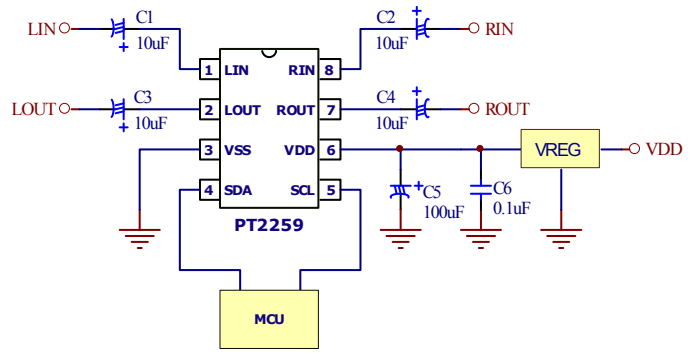 LIN
C1
+
10uF
C2
+
10uF
RIN
1
LIN
RIN
8
LOUT
C3
+
10uF
2
LOUT
ROUT
7
C4
+
10uF
ROUT
3
VSS
VDD
6
VREG
VDD
4
SDA
SCL
5
+
C5
100uF
C6
0.1uF
PT2259
MCU